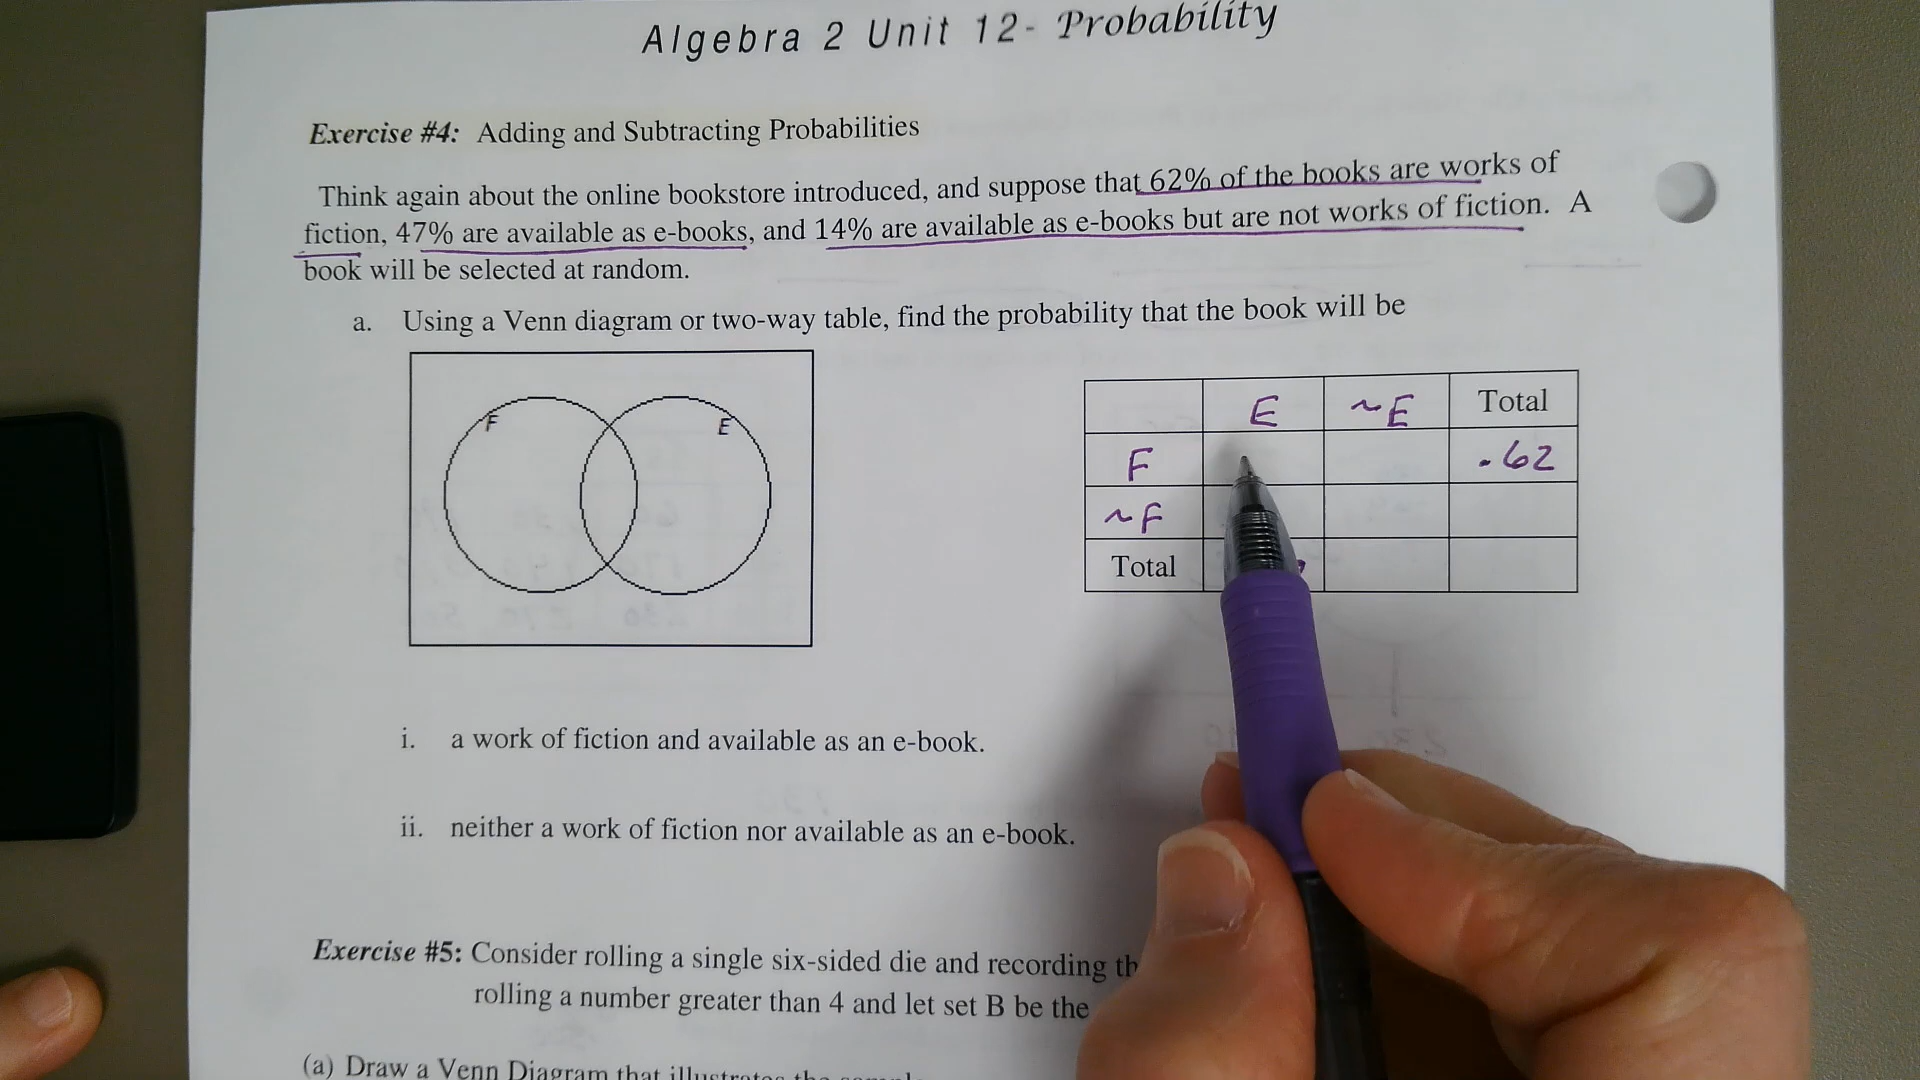 Algebra 2 Unit 12- Probability
Exercise #4: Adding and Subtracting Probabilities
Think again about the online bookstore introduced, and suppose that 62% of the books are works of
fiction, 47% are available as e-books, and 14% are available as e-books but are not works of fiction. A
book will be selected at random.
a. Using a Venn diagram or two-way table, find the probability that the book will be
F E
E ~E Total
F .62
~F
Total
i. a work of fiction and available as an e-book.
ii. neither a work of fiction nor available as an e-book.
Exercise #5: Consider rolling a single six-sided die and recording th
rolling a number greater than 4 and let set B be the
(a) Draw a Venn Diagram that illustrates the